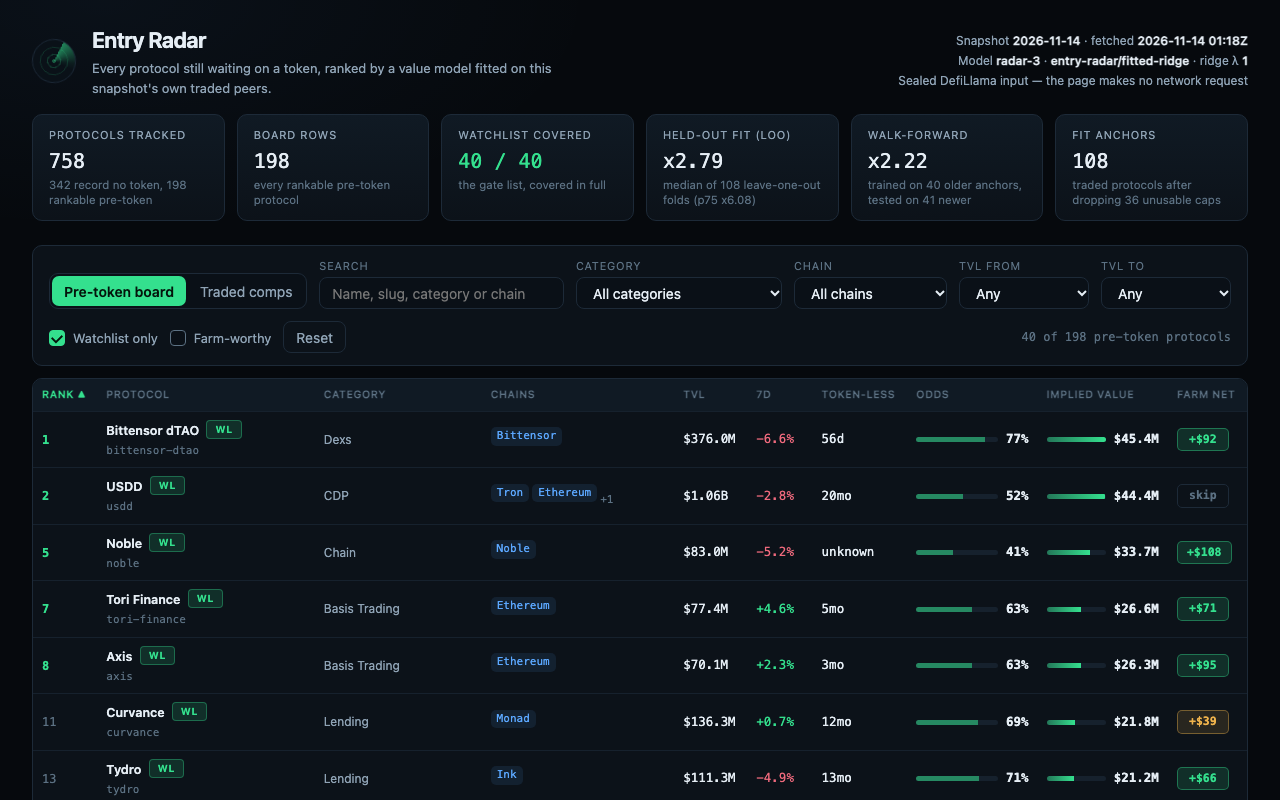 Entry Radar
Every protocol still waiting on a token, ranked by a value model fitted on this
snapshot's own traded peers.
Snapshot 2026-11-14 · fetched 2026-11-14 01:18Z
Model radar-3 · entry-radar/fitted-ridge · ridge λ 1
Sealed DefiLlama input — the page makes no network request
PROTOCOLS TRACKED
758
342 record no token, 198
rankable pre-token
BOARD ROWS
198
every rankable pre-token
protocol
WATCHLIST COVERED
40 / 40
the gate list, covered in full
HELD-OUT FIT (LOO)
x2.79
median of 108 leave-one-out
folds (p75 x6.08)
WALK-FORWARD
x2.22
trained on 40 older anchors,
tested on 41 newer
FIT ANCHORS
108
traded protocols after
dropping 36 unusable caps
Pre-token board
Traded comps
SEARCH
Name, slug, category or chain
CATEGORY
All categories
CHAIN
All chains
TVL FROM
Any
TVL TO
Any
Watchlist only
Farm-worthy
Reset
40 of 198 pre-token protocols
RANK ▲ PROTOCOL CATEGORY CHAINS TVL 7D TOKEN-LESS ODDS IMPLIED VALUE FARM NET
1 Bittensor dTAO WL Dexs Bittensor $376.0M -6.6% 56d 77% $45.4M +$92
bittensor-dtao
2 USDD WL CDP Tron Ethereum +1 $1.06B -2.8% 20mo 52% $44.4M skip
usdd
5 Noble WL Chain Noble $83.0M -5.2% unknown 41% $33.7M +$108
noble
7 Tori Finance WL Basis Trading Ethereum $77.4M +4.6% 5mo 63% $26.6M +$71
tori-finance
8 Axis WL Basis Trading Ethereum $70.1M +2.3% 3mo 63% $26.3M +$95
axis
11 Curvance WL Lending Monad $136.3M +0.7% 12mo 69% $21.8M +$39
curvance
13 Tydro WL Lending Ink $111.3M -4.9% 13mo 71% $21.2M +$66
tydro